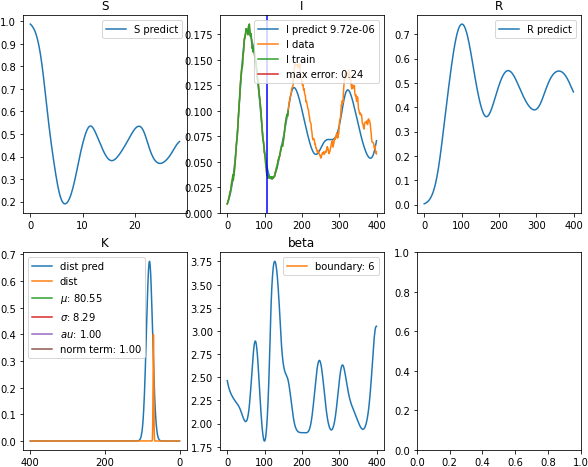 S
I
R
S predict
I predict 9.72e-06
I data
I train
max error: 0.24
R predict
1.0
0.9
0.8
0.7
0.6
0.5
0.4
0.3
0.2
0 10 20
0.175
0.150
0.125
0.100
0.075
0.050
0.025
0.000
0 100 200 300 400
0.7
0.6
0.5
0.4
0.3
0.2
0.1
0.0
0 100 200 300 400
K
beta
dist pred
dist
μ: 80.55
σ: 8.29
au: 1.00
norm term: 1.00
boundary: 6
0.7
0.6
0.5
0.4
0.3
0.2
0.1
0.0
400 200 0
3.75
3.50
3.25
3.00
2.75
2.50
2.25
2.00
1.75
0 100 200 300 400
1.0
0.8
0.6
0.4
0.2
0.0
0.0 0.2 0.4 0.6 0.8 1.0